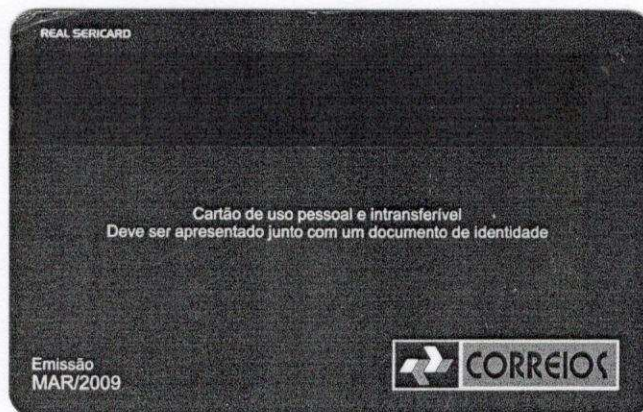 REAL SERICARD
Cartão de uso pessoal e intransferível
Deve ser apresentado junto com um documento de identidade
Emissão
MAR/2009
CORREIOS